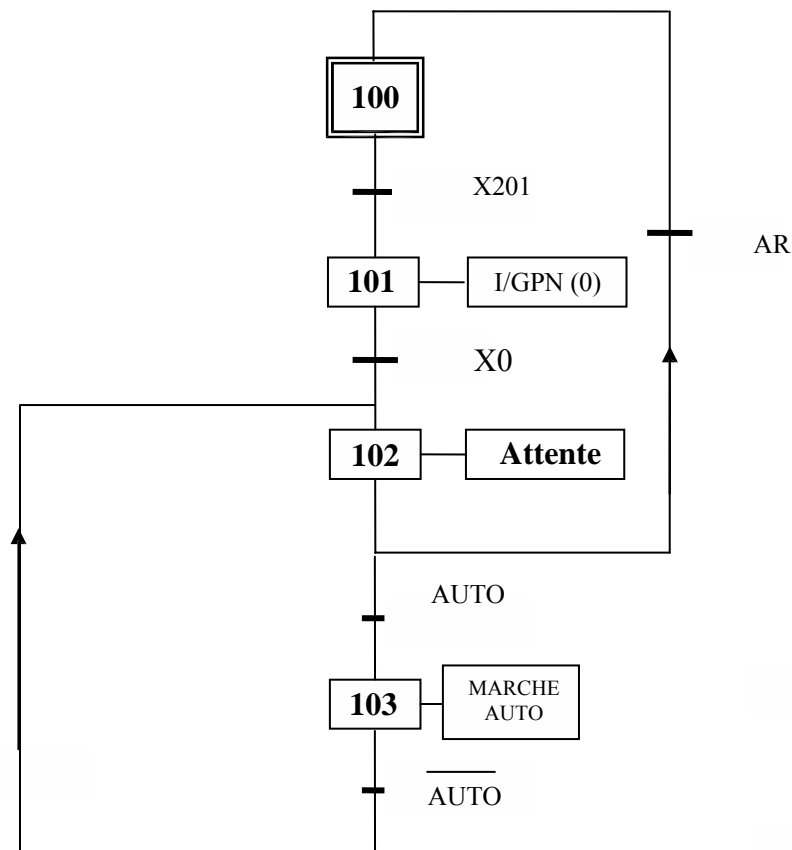 100
X201
AR
101
I/GPN (0)
X0
102
Attente
AUTO
103
MARCHE
AUTO
AUTO